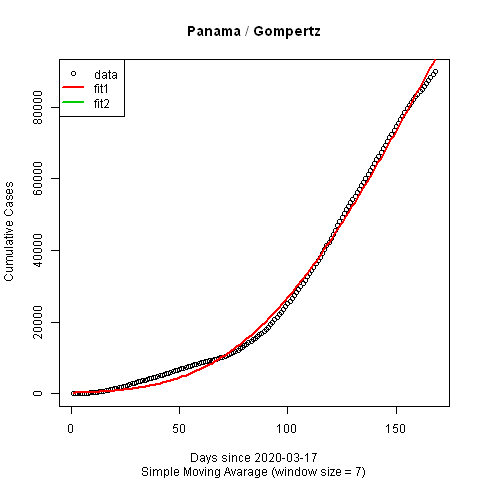 Panama / Gompertz
data
fit1
fit2
Cumulative Cases
0
20000
40000
60000
80000
0
50
100
150
Days since 2020-03-17
Simple Moving Avarage (window size = 7)